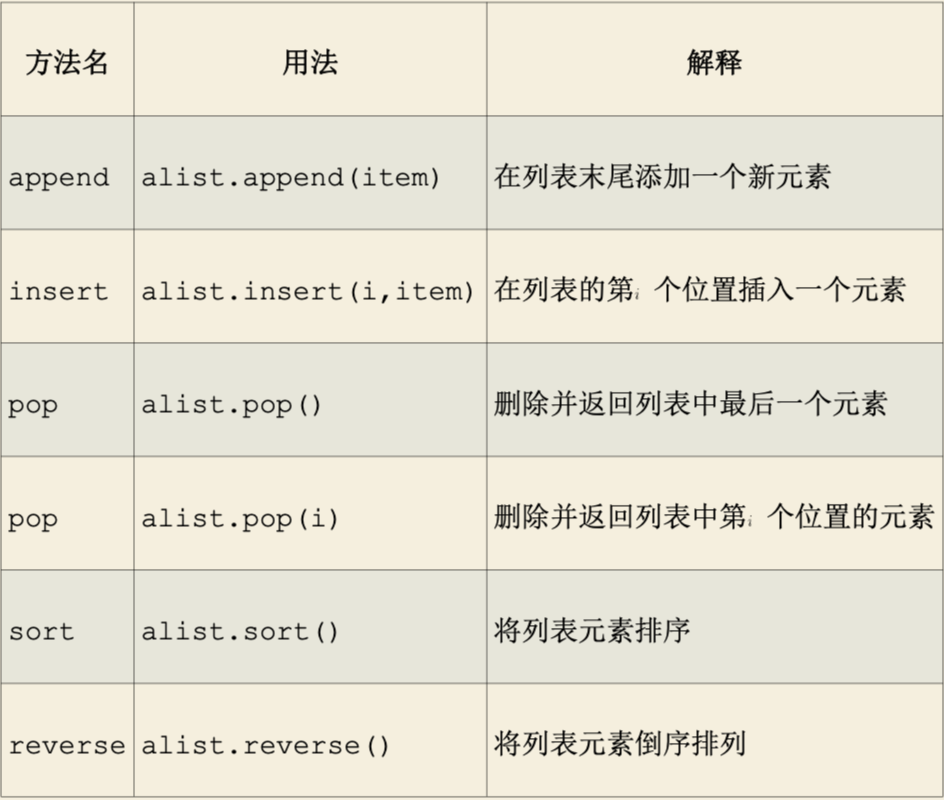 方法名 用法 解释
append alist.append(item) 在列表末尾添加一个新元素
insert alist.insert(i,item) 在列表的第i 个位置插入一个元素
pop alist.pop() 删除并返回列表中最后一个元素
pop alist.pop(i) 删除并返回列表中第i 个位置的元素
sort alist.sort() 将列表元素排序
reverse alist.reverse() 将列表元素倒序排列